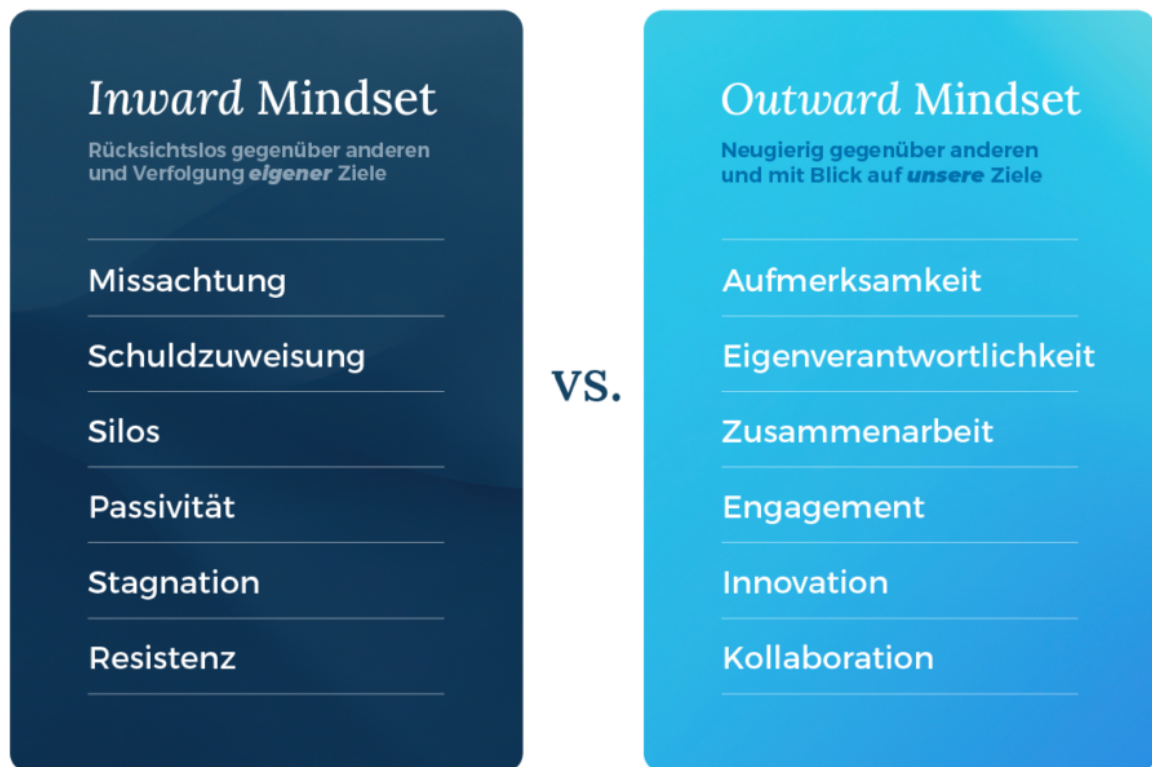 Inward Mindset
Rücksichtslos gegenüber anderen
und Verfolgung eigener Ziele
Missachtung
Schuldzuweisung
Silos
Passivität
Stagnation
Resistenz
vs.
Outward Mindset
Neugierig gegenüber anderen
und mit Blick auf unsere Ziele
Aufmerksamkeit
Eigenverantwortlichkeit
Zusammenarbeit
Engagement
Innovation
Kollaboration